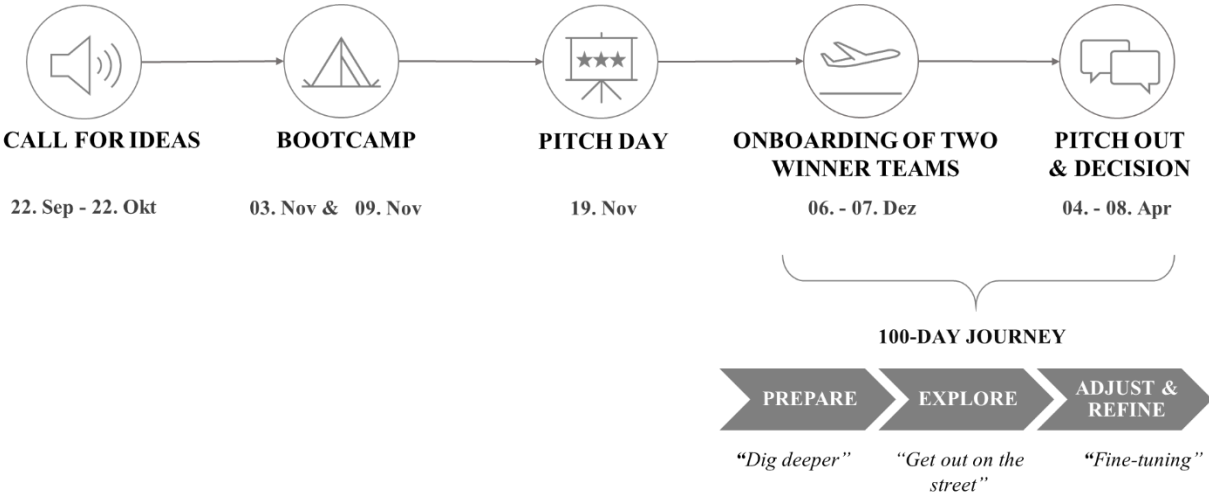 CALL FOR IDEAS
22. Sep - 22. Okt
BOOTCAMP
03. Nov & 09. Nov
PITCH DAY
19. Nov
ONBOARDING OF TWO
WINNER TEAMS
06. - 07. Dez
PITCH OUT
& DECISION
04. - 08. Apr
100-DAY JOURNEY
PREPARE
"Dig deeper”
EXPLORE
“Get out on the
street”
ADJUST &
REFINE
“Fine-tuning”